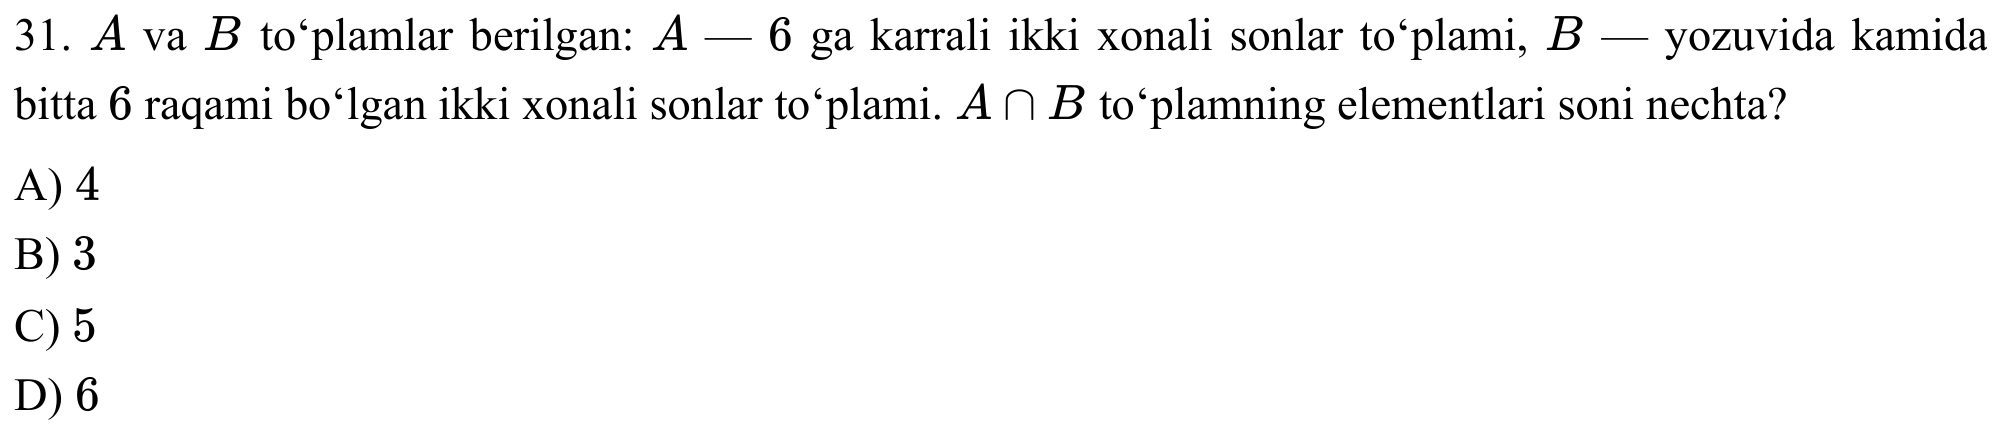 31. A va B to‘plamlar berilgan: A — 6 ga karrali ikki xonali sonlar to‘plami, B — yozuvida kamida
bitta 6 raqami bo‘lgan ikki xonali sonlar to‘plami. A ∩ B to‘plamning elementlari soni nechta?
A) 4
B) 3
C) 5
D) 6